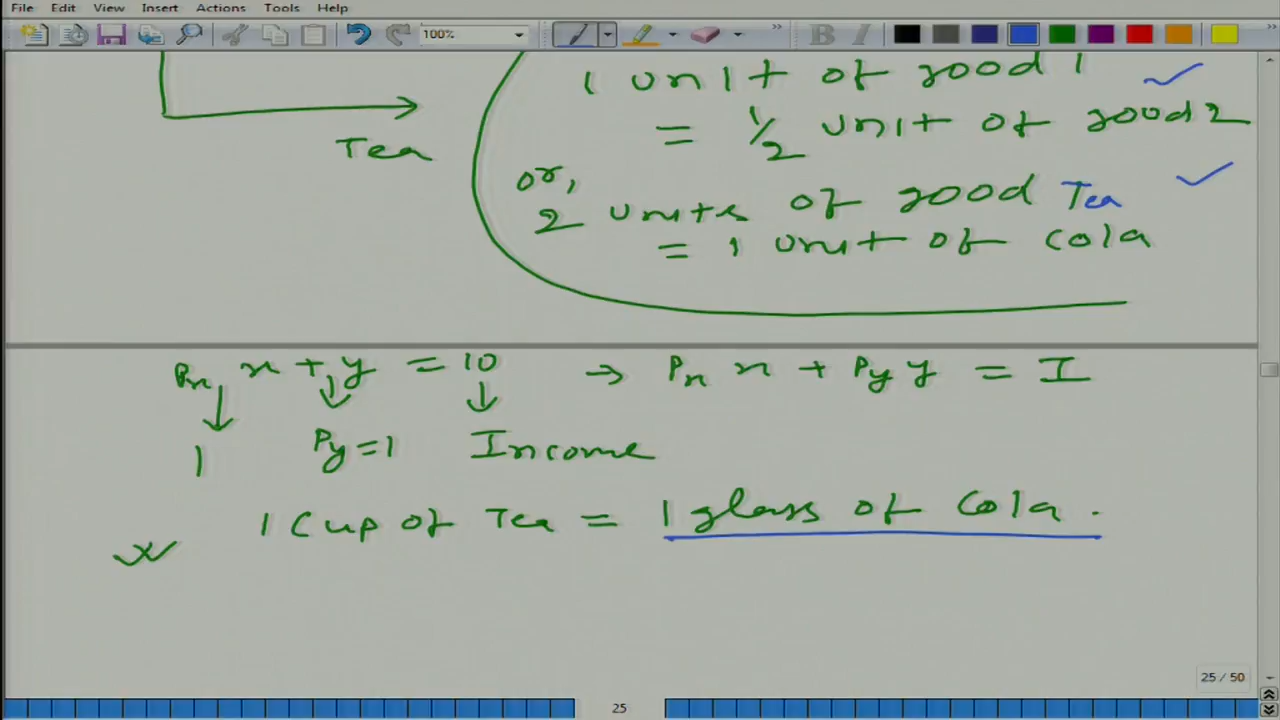 File Edit View Insert Actions Tools Help
100%
1 unit of good 1
= 1/2 unit of good 2
Tea
or,
2 units of good Tea
= 1 unit of cola
Pn x + y = 10 → Pn x + Py y = I
1 Py = 1 Income
1 Cup of Tea = 1 glass of Cola.
25 / 50
25